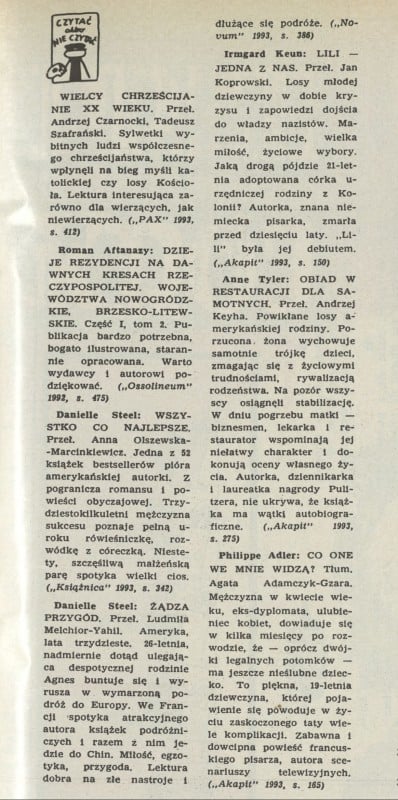 CZYTAĆ
albo
NIE CZYTAĆ
WIELCY CHRZEŚCIJA-
NIE XX WIEKU. Przeł.
Andrzej Czarnocki, Tadeusz
Szafrański. Sylwetki wy-
bitnych ludzi współczesne-
go chrześcijaństwa, którzy
wpłynęli na bieg myśli ka-
tolickiej czy losy Kościo-
ła. Lektura interesująca za-
równo dla wierzących, jak
niewierzących. („PAX" 1993,
s. 412)
Roman Aftanazy: DZIE-
JE REZYDENCJI NA DA-
WNYCH KRESACH RZE-
CZYPOSPOLITEJ. WOJE-
WÓDZTWA NOWOGRÓDZ-
KIE, BRZESKO-LITEW-
SKIE. Część I, tom 2. Pu-
blikacja bardzo potrzebna,
bogato ilustrowana, staran-
nie opracowana. Warto
wydawcy i autorowi po-
dziękować. („Ossolineum"
1992, s. 475)
Danielle Steel: WSZY-
STKO CO NAJLEPSZE.
Przeł. Anna Olszewska-
-Marcinkiewicz. Jedna z 52
książek bestsellerów pióra
amerykańskiej autorki. Z
pogranicza romansu i po-
wieści obyczajowej. Trzy-
dziestokilkuletni mężczyzna
sukcesu poznaje pełną u-
roku rówieśniczkę, roz-
wódkę z córeczką. Nieste-
ty, szczęśliwą małżeńską
parę spotyka wielki cios.
(„Książnica" 1993, s. 342)
Danielle Steel: ŻĄDZA
PRZYGÓD. Przeł. Ludmiła
Melchior-Yahil. Ameryka,
lata trzydzieste. 26-letnia,
nadmiernie dotąd ulegają-
ca despotycznej rodzinie
Agnes buntuje się i wy-
rusza w wymarzoną po-
dróż do Europy. We Fran-
cji spotyka atrakcyjnego
autora książek podróżni-
czych i razem z nim je-
dzie do Chin. Miłość, egzo-
tyka, przygoda. Lektura
dobra na złe nastroje i
dłużące się podróże. („No-
vum" 1993, s. 386)
Irmgard Keun: LILI —
JEDNA Z NAS. Przeł. Jan
Koprowski. Losy młodej
dziewczyny w dobie kry-
zysu i zapowiedzi dojścia
do władzy nazistów. Ma-
rzenia, ambicje, wielka
miłość, życiowe wybory.
Jaką drogą pójdzie 21-let-
nia adoptowana córka u-
rzędniczej rodziny z Ko-
lonii? Autorka, znana nie-
miecka pisarka, zmarła
przed dziesięciu laty. „Li-
li" była jej debiutem.
(„Akapit" 1993, s. 150)
Anne Tyler: OBIAD W
RESTAURACJI DLA SA-
MOTNYCH. Przeł. Andrzej
Keyha. Powikłane losy a-
merykańskiej rodziny. Po-
rzucona żona wychowuje
samotnie trójkę dzieci,
zmagając się z życiowymi
trudnościami, rywalizacją
rodzeństwa. Na pozór wszy-
scy osiągnęli stabilizację.
W dniu pogrzebu matki —
biznesmen, lekarka i re-
staurator wspominają jej
niełatwy charakter i do-
konują oceny własnego ży-
cia. Autorka, dziennikarka
i laureatka nagrody Puli-
tzera, nie ukrywa, że książ-
ka ma wątki autobiogra-
ficzne. („Akapit" 1993,
s. 275)
Philippe Adler: CO ONE
WE MNIE WIDZĄ? Tłum.
Agata Adamczyk-Gzara.
Mężczyzna w kwiecie wie-
ku, eks-dyplomata, ulubie-
niec kobiet, dowiaduje się
w kilka miesięcy po roz-
wodzie, że — oprócz dwój-
ki legalnych potomków —
ma jeszcze nieślubne dziec-
ko. To piękna, 19-letnia
dziewczyna, której poja-
wienie się powoduje w ży-
ciu zaskoczonego taty wie-
le komplikacji. Zabawna i
dowcipna powieść francus-
kiego pisarza, autora sce-
nariuszy telewizyjnych.
(„Akapit" 1993, s. 165)